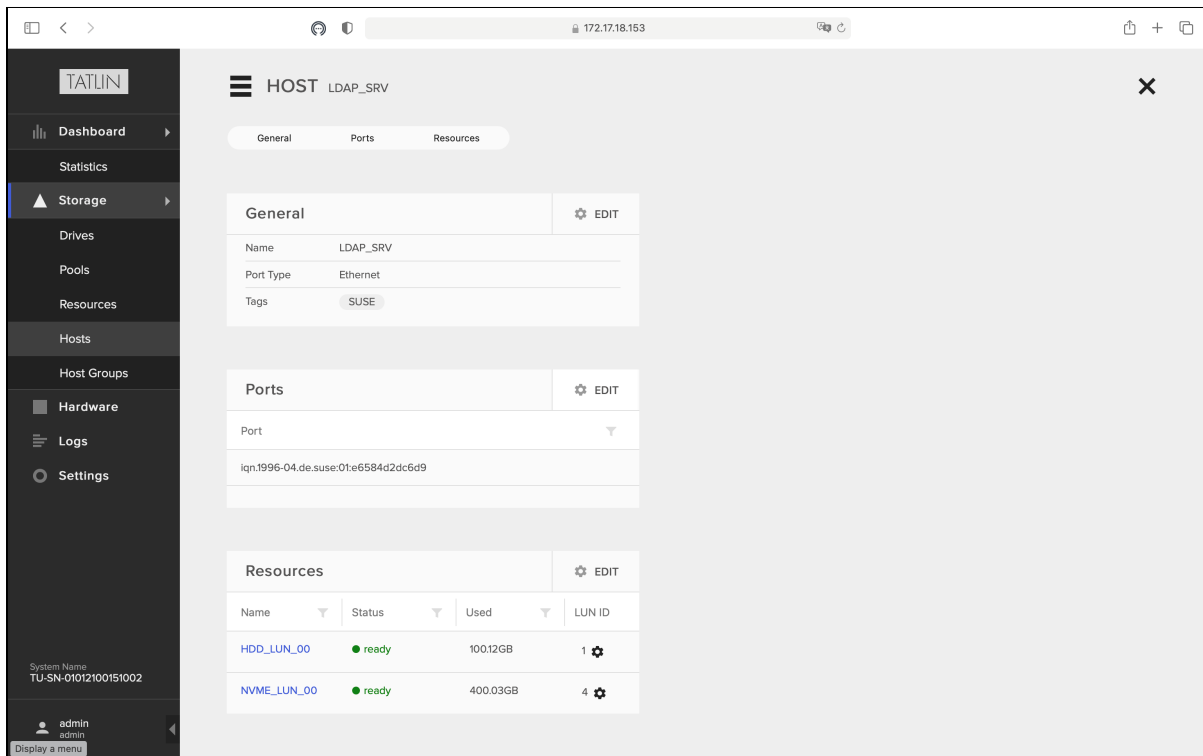 172.17.18.153
TATLIN
HOST LDAP_SRV
Dashboard
General Ports Resources
Statistics
Storage
Drives
Pools
Resources
Hosts
Host Groups
Hardware
Logs
Settings
System Name
TU-SN-01012100151002
admin
admin
Display a menu
General EDIT
Name LDAP_SRV
Port Type Ethernet
Tags SUSE
Ports EDIT
Port
iqn.1996-04.de.suse:01:e6584d2dc6d9
Resources EDIT
Name Status Used LUN ID
HDD_LUN_00 ready 100.12GB 1
NVME_LUN_00 ready 400.03GB 4